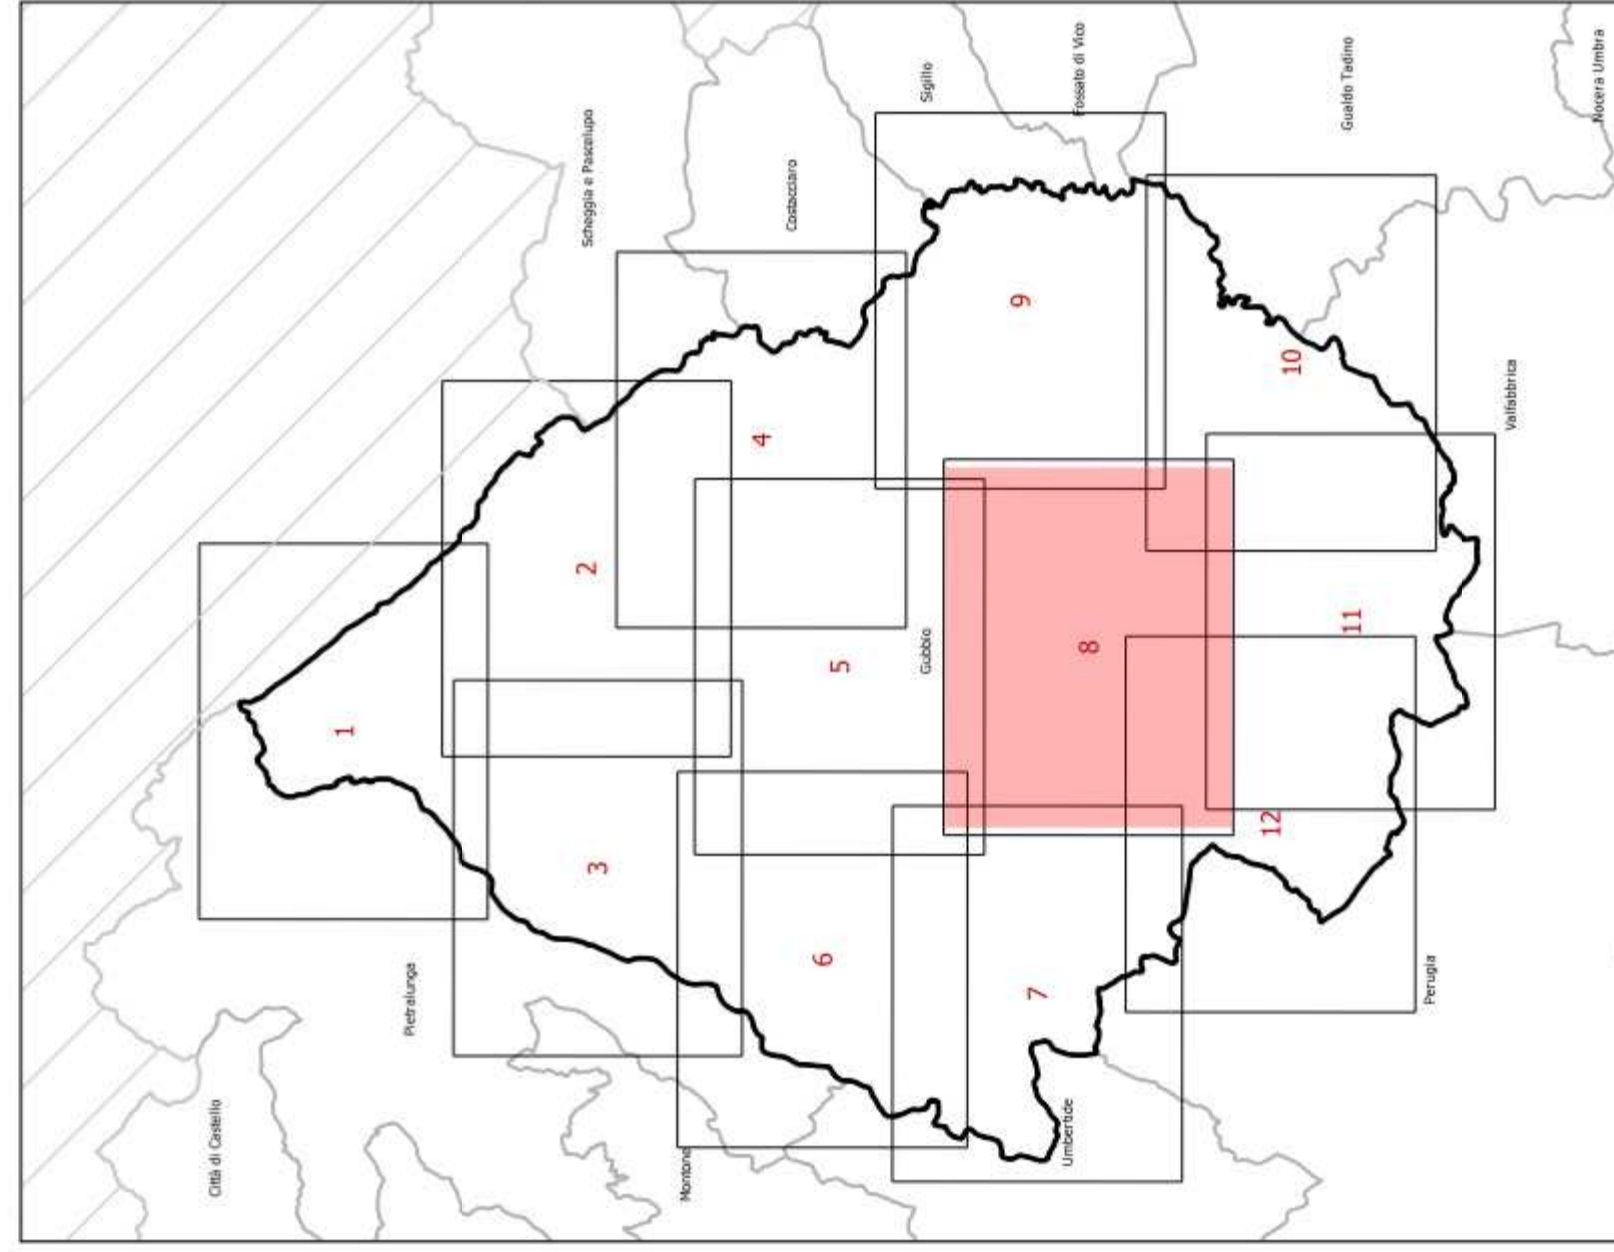 Sigillo
Fossato di Vico
Gualdo Tadino
Nocera Umbra
Scheggia e Pascelupo
Costacciaro
9
10
Valfabbrica
4
2
Gubbio
8
11
5
1
3
12
6
7
Pietralunga
Perugia
Città di Castello
Montone
Umbertide